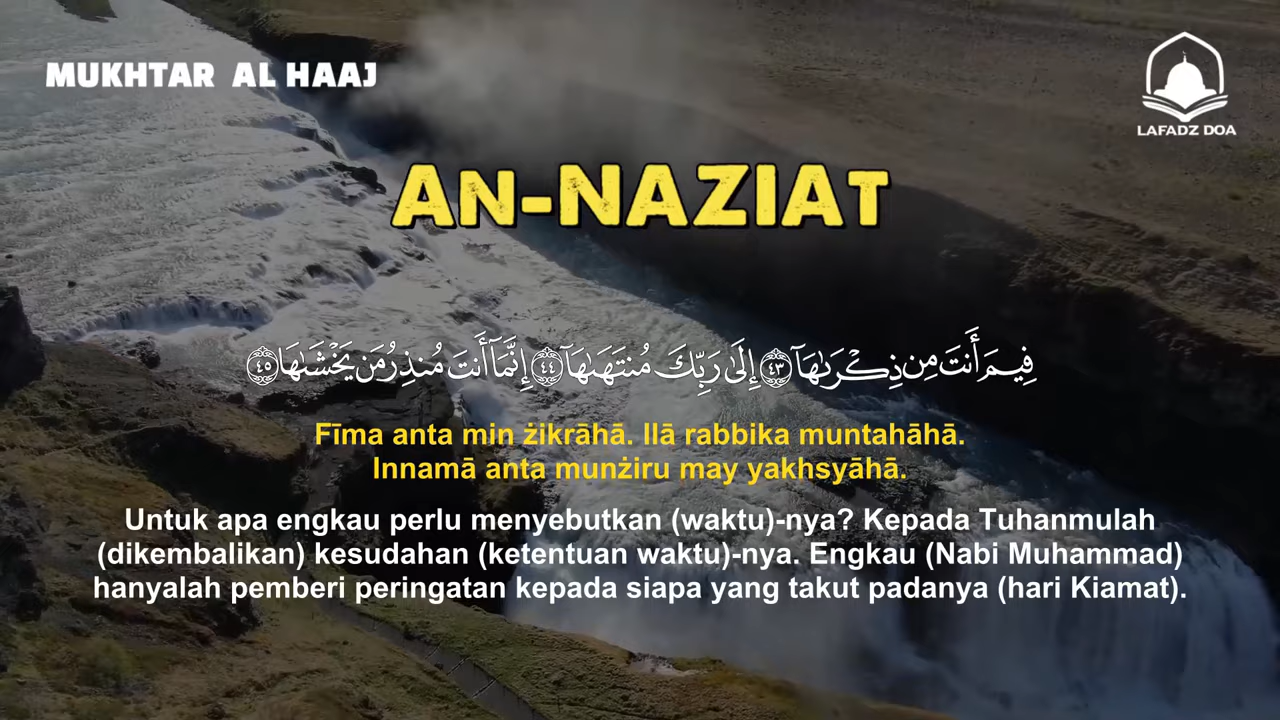 MUKHTAR AL HAAJ
LAFADZ DOA
AN-NAZIAT
فِيمَ أَنتَ مِن ذِكْرَىٰهَآ ٤٣ إِلَىٰ رَبِّكَ مُنتَهَىٰهَآ ٤٤ إِنَّمَآ أَنتَ مُنذِرُ مَن يَخْشَىٰهَا ٤٥
Fīma anta min żikrāhā. Ilā rabbika muntahāhā.
Innamā anta munżiru may yakhsyāhā.
Untuk apa engkau perlu menyebutkan (waktu)-nya? Kepada Tuhanmulah
(dikembalikan) kesudahan (ketentuan waktu)-nya. Engkau (Nabi Muhammad)
hanyalah pemberi peringatan kepada siapa yang takut padanya (hari Kiamat).